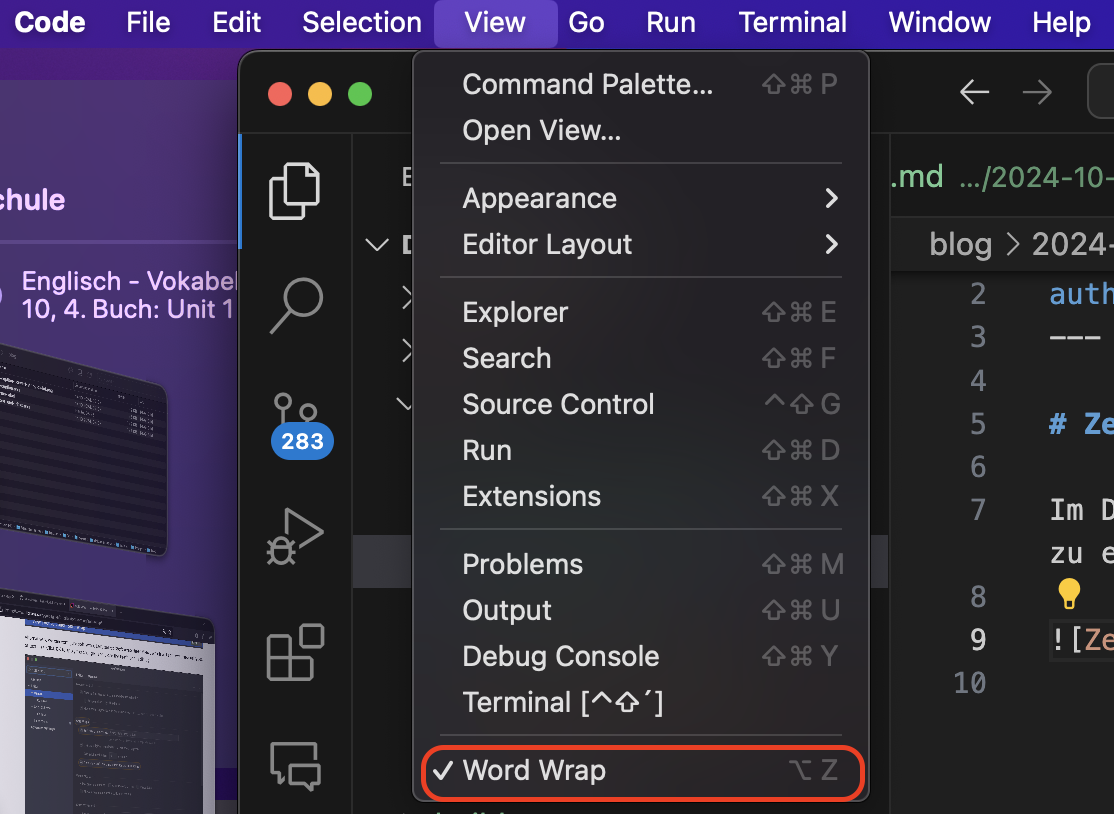 Code File Edit Selection View Go Run Terminal Window Help
chule
Englisch - Vokabel
10, 4. Buch: Unit 1
283
Command Palette... ⇧⌘ P
Open View...
Appearance
Editor Layout
Explorer ⇧⌘ E
Search ⇧⌘ F
Source Control ^⇧ G
Run ⇧⌘ D
Extensions ⇧⌘ X
Problems ⇧⌘ M
Output ⇧⌘ U
Debug Console ⇧⌘ Y
Terminal [^⇧´]
✓ Word Wrap ⌥ Z
.md …/2024-10-
blog > 2024-
2 auth
3 ---
4
5 # Ze
6
7 Im D
zu e
8
9 ![Ze
10